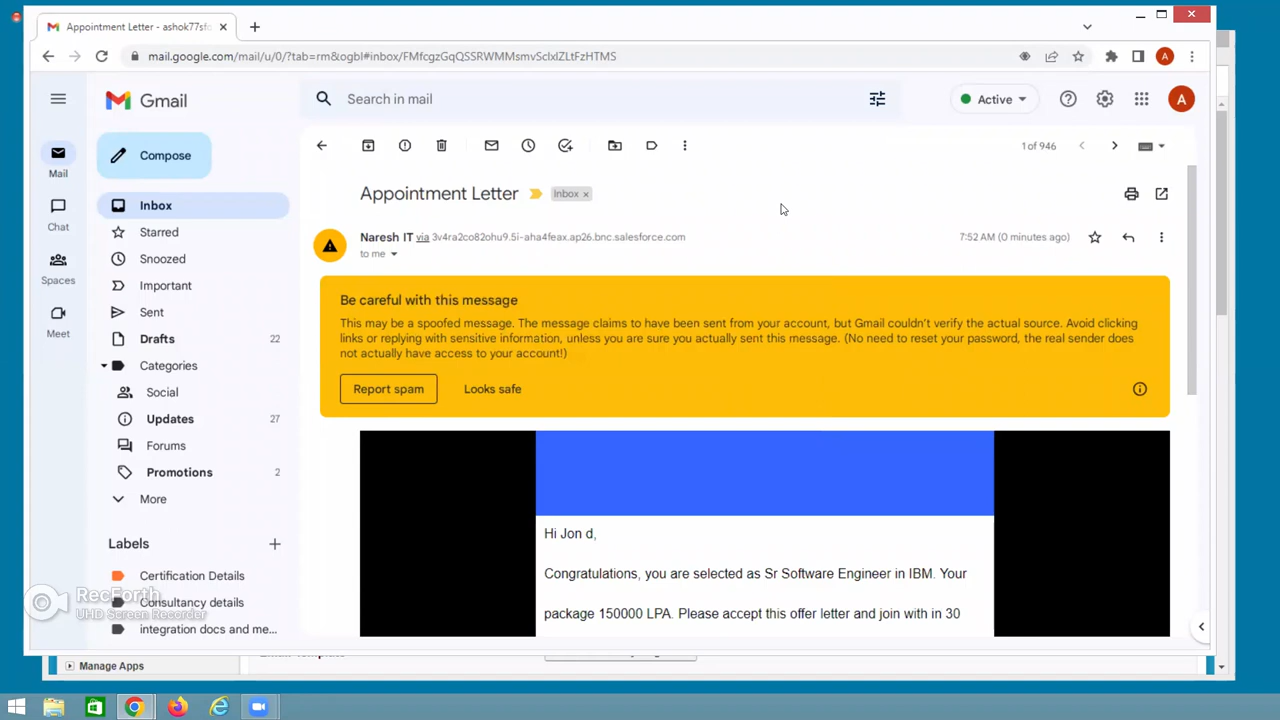 Appointment Letter - ashok77sfd
mail.google.com/mail/u/0/?tab=rm&ogbl#inbox/FMfcgzGqQSSRWMMsmvSclxlZLtFzHTMS
A
Gmail
Search in mail
Active
A
Compose
1 of 946
Mail
Chat
Spaces
Meet
Inbox
Starred
Snoozed
Important
Sent
Drafts 22
Categories
Social
Updates 27
Forums
Promotions 2
More
Labels
Certification Details
Consultancy details
integration docs and me...
Appointment Letter Inbox x
Naresh IT via 3v4ra2co82ohu9.5i-aha4feax.ap26.bnc.salesforce.com 7:52 AM (0 minutes ago)
to me
Be careful with this message
This may be a spoofed message. The message claims to have been sent from your account, but Gmail couldn't verify the actual source. Avoid clicking
links or replying with sensitive information, unless you are sure you actually sent this message. (No need to reset your password, the real sender does
not actually have access to your account!)
Report spam Looks safe
Hi Jon d,
Congratulations, you are selected as Sr Software Engineer in IBM. Your
package 150000 LPA. Please accept this offer letter and join with in 30
RecForth
UHD Screen Recorder
Manage Apps